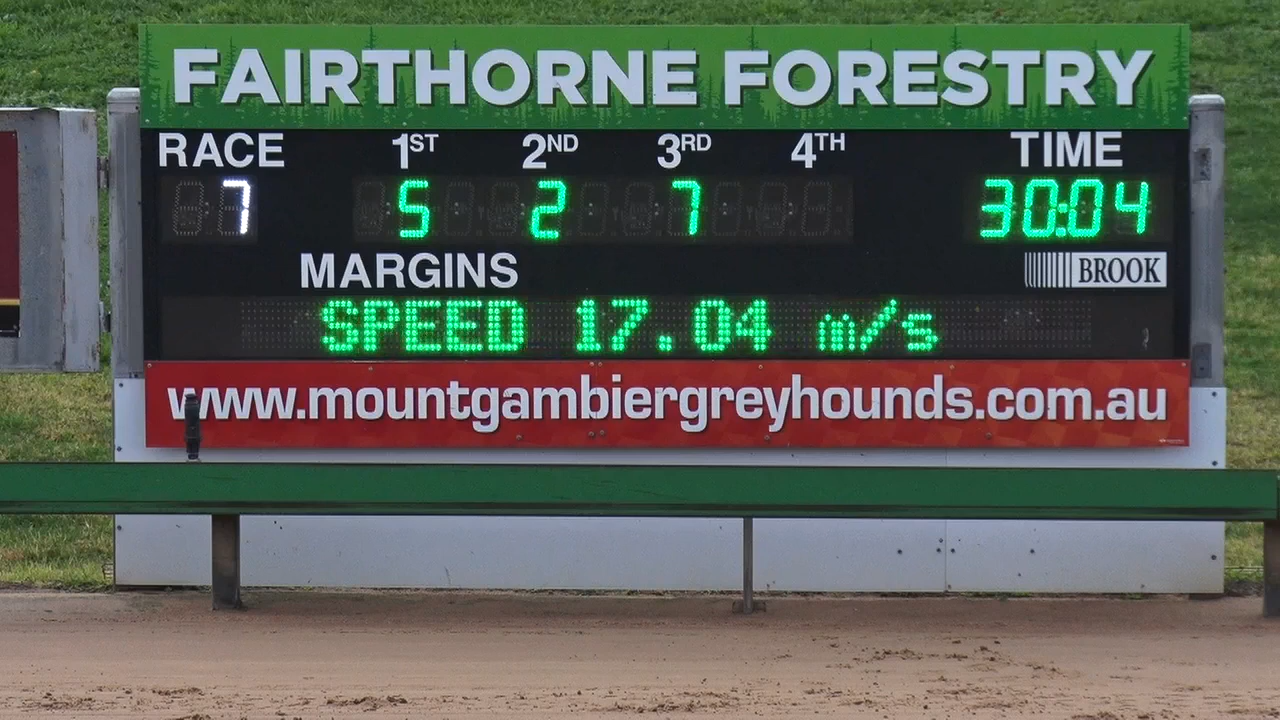 FAIRTHORNE FORESTRY
RACE 1ST 2ND 3RD 4TH TIME
7 5 2 7 30:04
MARGINS BROOK
SPEED 17.04 m/s
www.mountgambiergreyhounds.com.au